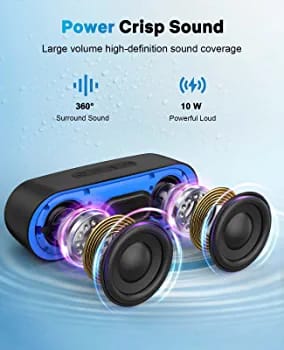 Power Crisp Sound
Large volume high-definition sound coverage
360°
10 W
Surround Sound
Powerful Loud